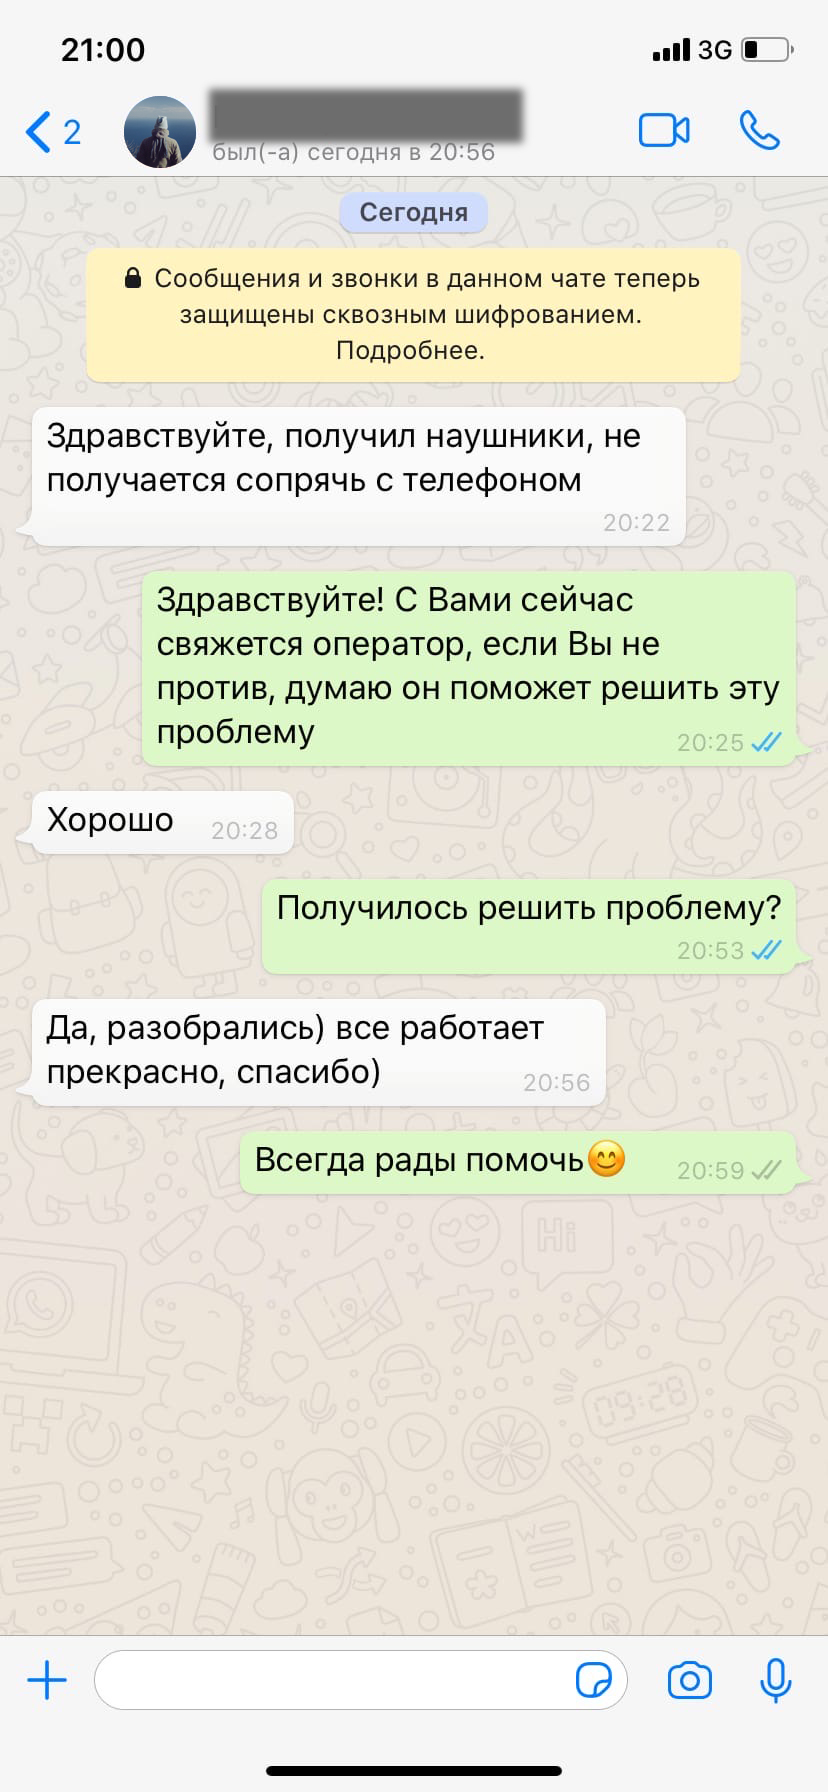 21:00
3G
2
был(-а) сегодня в 20:56
Сегодня
Сообщения и звонки в данном чате теперь
защищены сквозным шифрованием.
Подробнее.
Здравствуйте, получил наушники, не
получается сопрячь с телефоном
20:22
Здравствуйте! С Вами сейчас
свяжется оператор, если Вы не
против, думаю он поможет решить эту
проблему
20:25
Хорошо
20:28
Получилось решить проблему?
20:53
Да, разобрались) все работает
прекрасно, спасибо)
20:56
Всегда рады помочь😊
20:59
Hi
09:28